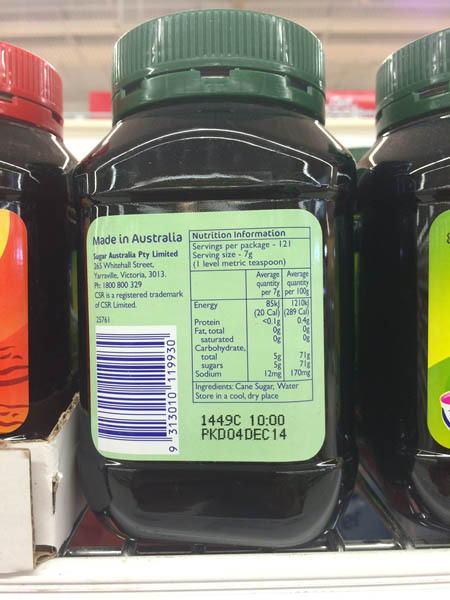 Made in Australia
Sugar Australia Pty Limited
265 Whitehall Street,
Yarraville, Victoria, 3013.
Ph: 1800 800 329
CSR is a registered trademark
of CSR Limited.
25761
9 313010 119930
Nutrition Information
Servings per package - 121
Serving size - 7g
(1 level metric teaspoon)
Average quantity per 7g Average quantity per 100g
Energy 85kJ 1210kJ
(20 Cal) (289 Cal)
Protein <0.1g 0.4g
Fat, total 0g 0g
saturated 0g 0g
Carbohydrate,
total 5g 71g
sugars 5g 71g
Sodium 12mg 170mg
Ingredients: Cane Sugar, Water
Store in a cool, dry place
1449C 10:00
PKD04DEC14